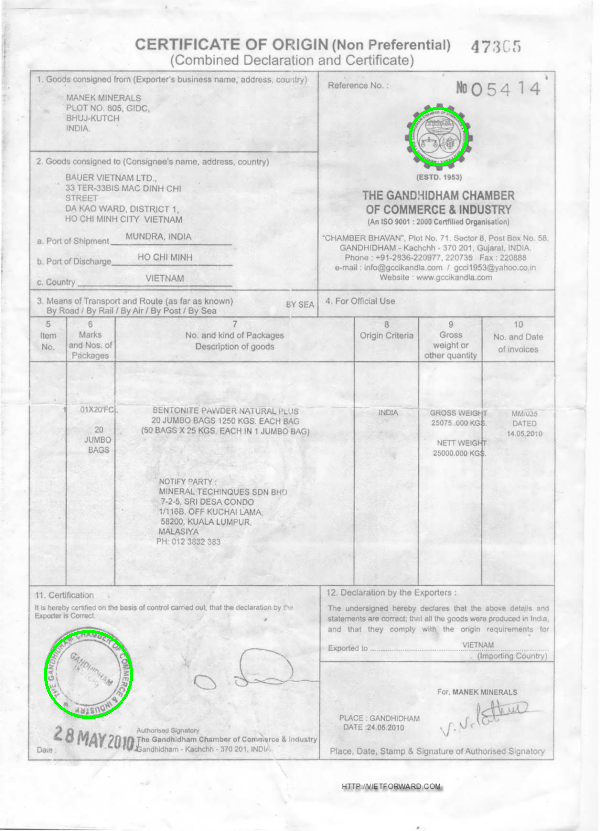 CERTIFICATE OF ORIGIN (Non Preferential) 47365
(Combined Declaration and Certificate)
1. Goods consigned from (Exporter's business name, address, country)
MANEK MINERALS
PLOT NO. 805, GIDC,
BHUJ-KUTCH
INDIA.
Reference No. :
No 05414
(ESTD. 1953)
THE GANDHIDHAM CHAMBER
OF COMMERCE & INDUSTRY
(An ISO 9001 : 2000 Certified Organisation)
"CHAMBER BHAVAN", Plot No. 71, Sector 8, Post Box No. 58,
GANDHIDHAM - Kachchh - 370 201, Gujarat, INDIA.
Phone : +91-2836-220977, 220735 Fax : 220888
e-mail : info@gccikandla.com / gcci1953@yahoo.co.in
Website : www.gccikandla.com
2. Goods consigned to (Consignee's name, address, country)
BAUER VIETNAM LTD.,
33 TER-33BIS MAC DINH CHI
STREET
DA KAO WARD, DISTRICT 1,
HO CHI MINH CITY VIETNAM
a. Port of Shipment MUNDRA, INDIA
b. Port of Discharge HO CHI MINH
c. Country VIETNAM
3. Means of Transport and Route (as far as known)
By Road / By Rail / By Air / By Post / By Sea
BY SEA
4. For Official Use
5
Item
No.
6
Marks
and Nos. of
Packages
7
No. and kind of Packages
Description of goods
8
Origin Criteria
9
Gross
weight or
other quantity
10
No. and Date
of invoices
1
01X20'FCL
20
JUMBO
BAGS
BENTONITE PAWDER NATURAL PLUS
20 JUMBO BAGS 1250 KGS. EACH BAG
(50 BAGS X 25 KGS. EACH IN 1 JUMBO BAG)
INDIA
GROSS WEIGHT
25075.000 KGS.
NETT WEIGHT
25000.000 KGS.
MM/035
DATED
14.05.2010
NOTIFY PARTY :
MINERAL TECHINQUES SDN BHD
7-2-5, SRI DESA CONDO
1/116B. OFF KUCHAI LAMA,
58200, KUALA LUMPUR,
MALASIYA
PH: 012 3832 383
11. Certification
It is hereby certified on the basis of control carried out, that the declaration by the
Exporter is Correct.
THE GANDHIDHAM CHAMBER OF COMMERCE & INDUSTRY
GANDHIDHAM
28 MAY 2010
Date :
Authorised Signatory
The Gandhidham Chamber of Commerce & Industry
Gandhidham - Kachchh - 370 201, INDIA.
12. Declaration by the Exporters :
The undersigned hereby declares that the above details and
statements are correct; that all the goods were produced in India,
and that they comply with the origin requirements for
Exported to VIETNAM
(Importing Country)
For, MANEK MINERALS
PLACE : GANDHIDHAM
DATE :24.05.2010
Place, Date, Stamp & Signature of Authorised Signatory
HTTP://VIETFORWARD.COM